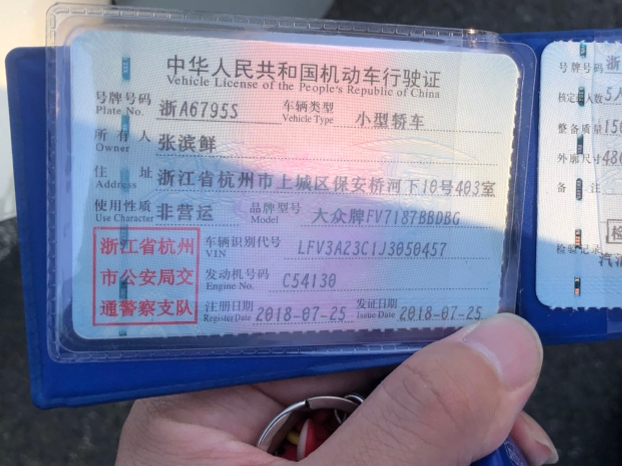 中华人民共和国机动车行驶证
Vehicle License of the People's Republic of China
号牌号码 浙A6795S 车辆类型 小型轿车
Plate No. Vehicle Type
所有人 张滨鲜
Owner
住址 浙江省杭州市上城区保安桥河下10号403室
Address
使用性质 非营运 品牌型号 大众牌FV7187BBDBG
Use Character Model
浙江省杭州
市公安局交
通警察支队
车辆识别代号 LFV3A23C1J3050457
VIN
发动机号码 C54130
Engine No.
注册日期 2018-07-25 发证日期 2018-07-25
Register Date Issue Date
号牌号码 浙
核定载人数 5人
整备质量
外廓尺寸
备注
检验记录